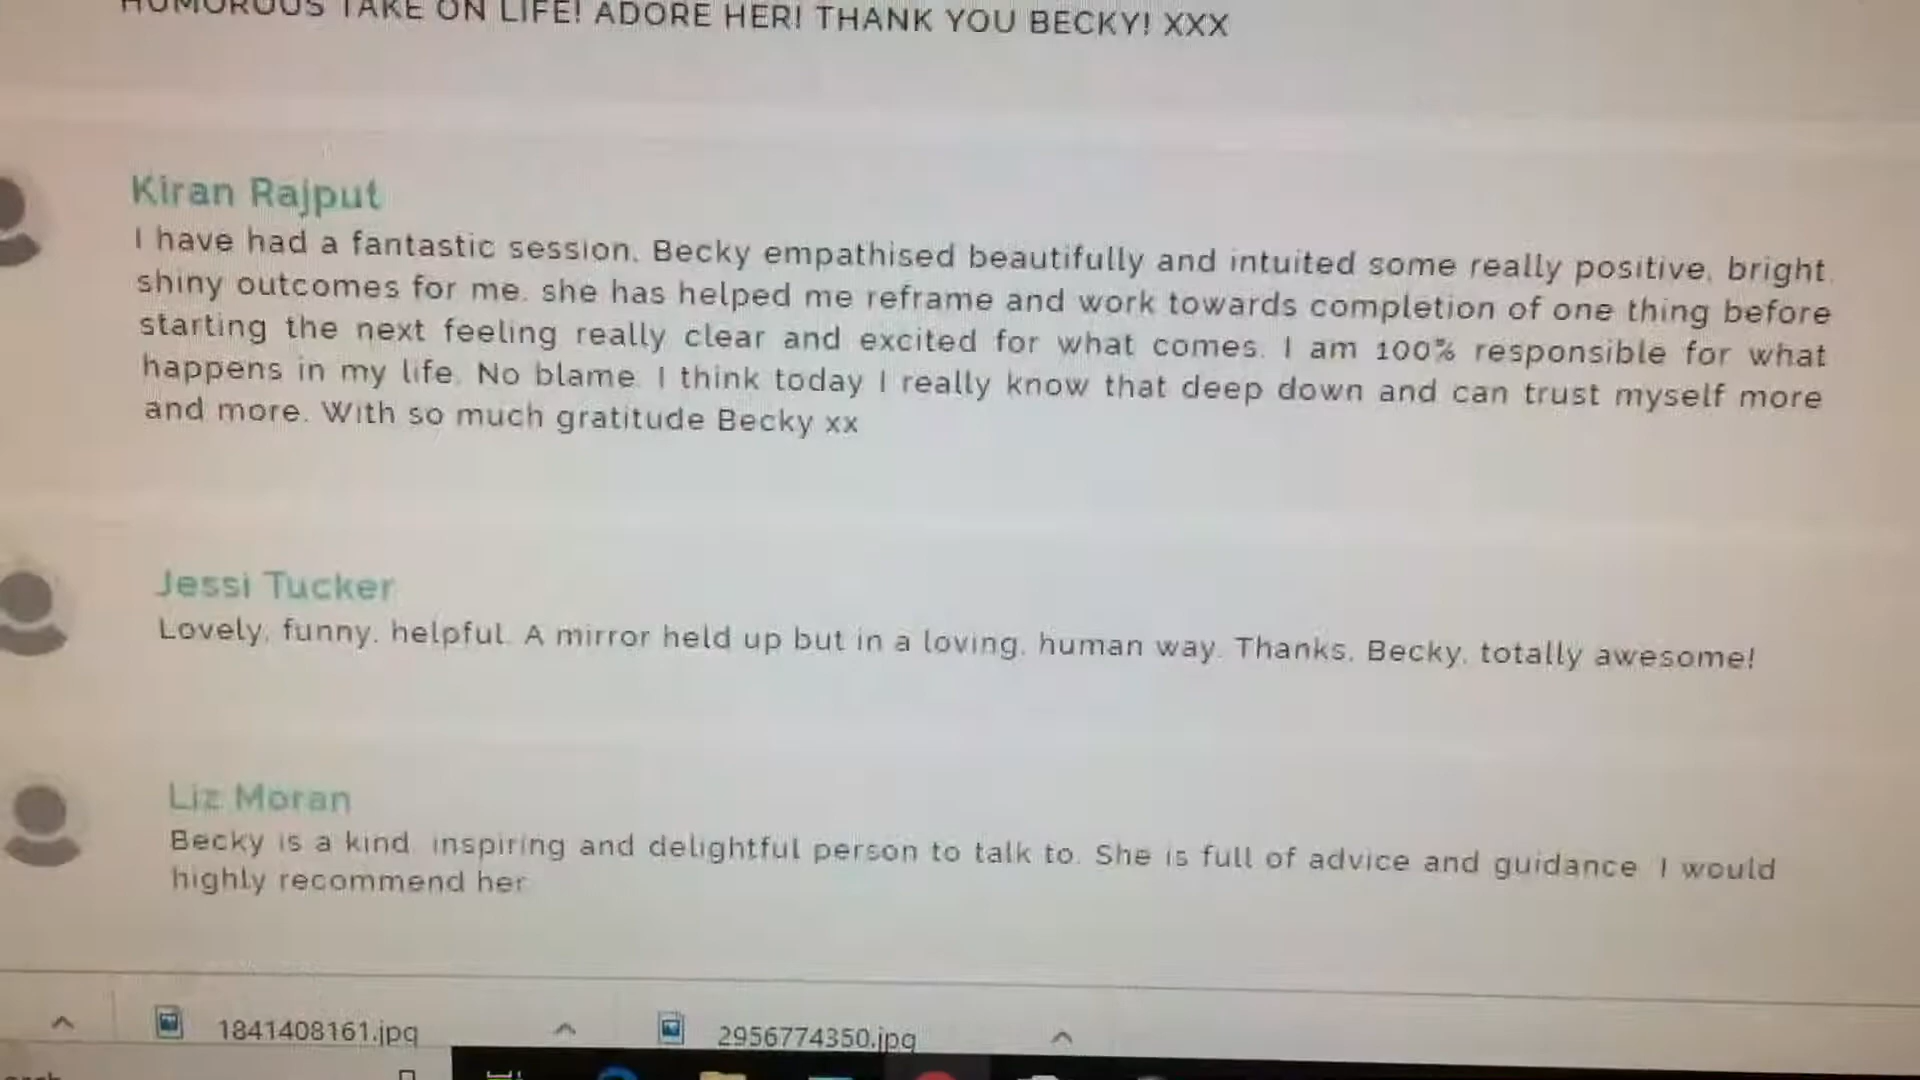 HUMOROUS TAKE ON LIFE! ADORE HER! THANK YOU BECKY! XXX
Kiran Rajput
I have had a fantastic session. Becky empathised beautifully and intuited some really positive, bright,
shiny outcomes for me. she has helped me reframe and work towards completion of one thing before
starting the next feeling really clear and excited for what comes. I am 100% responsible for what
happens in my life. No blame. I think today I really know that deep down and can trust myself more
and more. With so much gratitude Becky xx
Jessi Tucker
Lovely, funny, helpful. A mirror held up but in a loving, human way. Thanks, Becky, totally awesome!
Liz Moran
Becky is a kind, inspiring and delightful person to talk to. She is full of advice and guidance. I would
highly recommend her
1841408161.jpg
2956774350.jpg